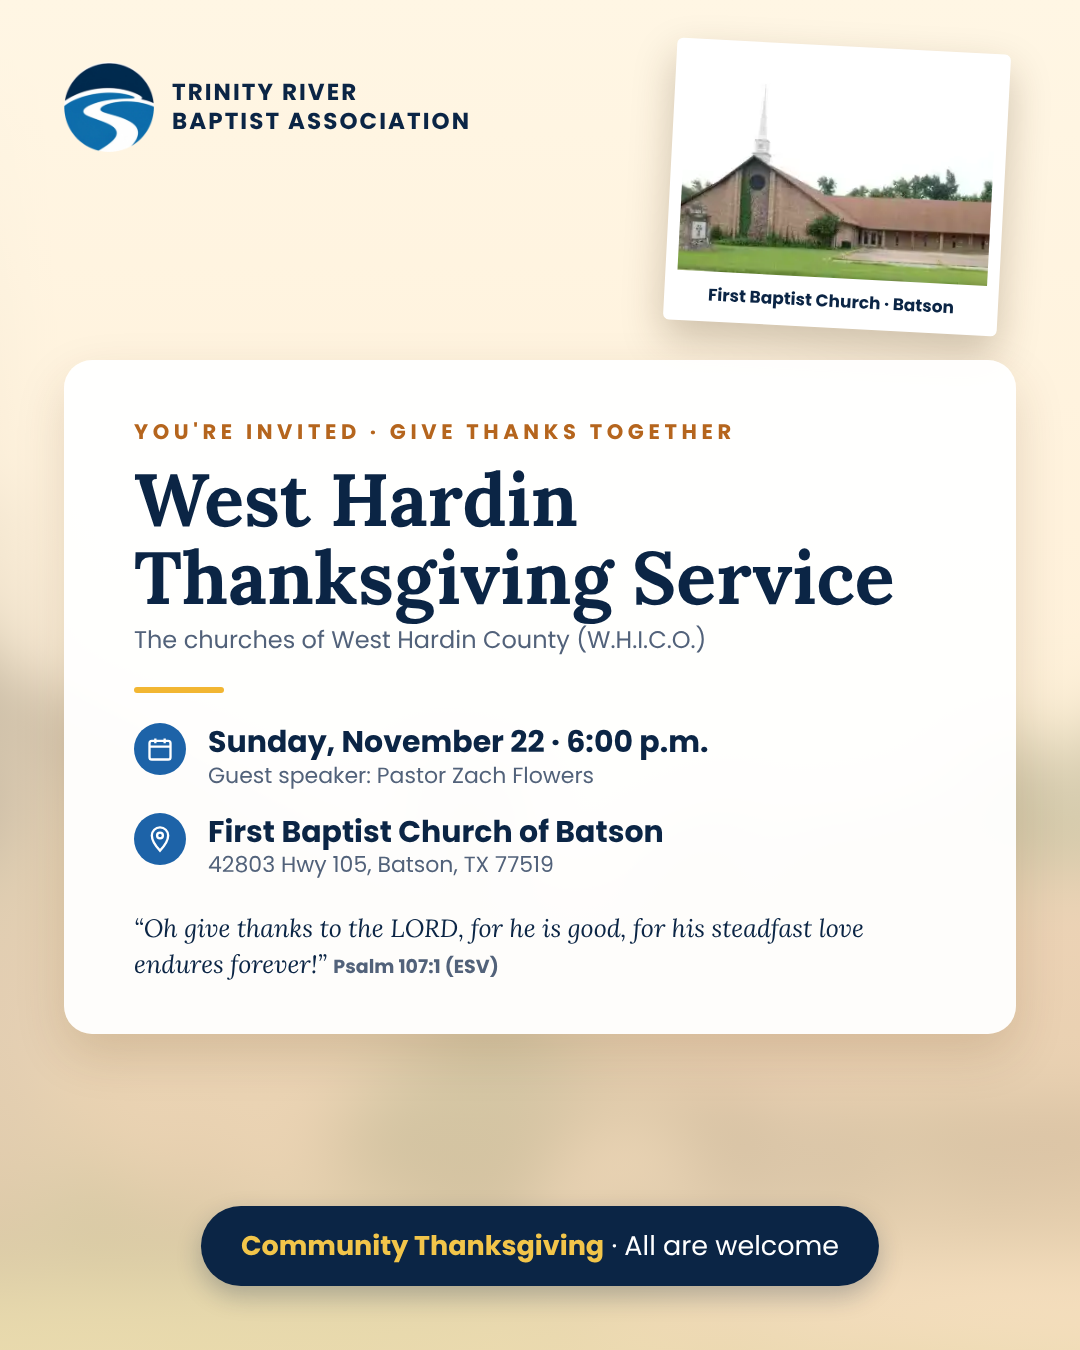 TRINITY RIVER
BAPTIST ASSOCIATION
First Baptist Church · Batson
YOU'RE INVITED · GIVE THANKS TOGETHER
West Hardin
Thanksgiving Service
The churches of West Hardin County (W.H.I.C.O.)
Sunday, November 22 · 6:00 p.m.
Guest speaker: Pastor Zach Flowers
First Baptist Church of Batson
42803 Hwy 105, Batson, TX 77519
“Oh give thanks to the LORD, for he is good, for his steadfast love
endures forever!” Psalm 107:1 (ESV)
Community Thanksgiving · All are welcome